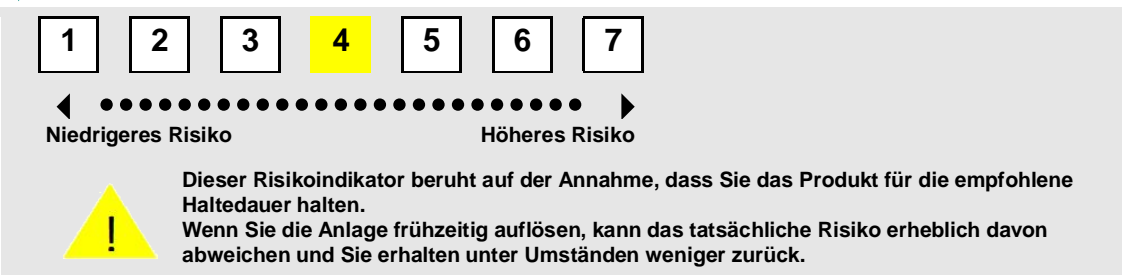 1 2 3 4 5 6 7
Niedrigeres Risiko Höheres Risiko
Dieser Risikoindikator beruht auf der Annahme, dass Sie das Produkt für die empfohlene
Haltedauer halten.
Wenn Sie die Anlage frühzeitig auflösen, kann das tatsächliche Risiko erheblich davon
abweichen und Sie erhalten unter Umständen weniger zurück.
!